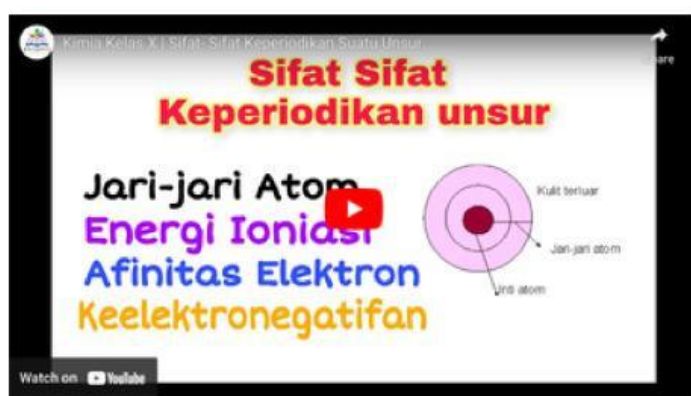 Kimia Kelas X | Sifat- Sifat Keperiodikan Suatu Unsur
Sifat Sifat
Keperiodikan unsur
Jari-jari Atom
Energi Ioniasi
Afinitas Elektron
Keelektronegatifan
Kulit terluar
Jari-jari atom
Inti atom
Watch on YouTube